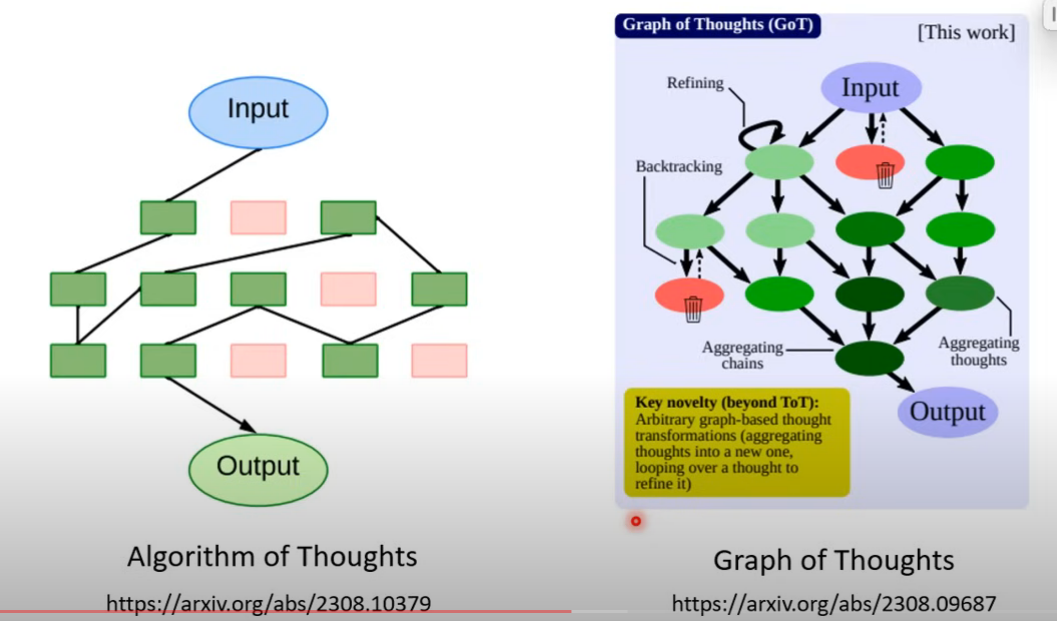 Input
Output
Algorithm of Thoughts
https://arxiv.org/abs/2308.10379
Graph of Thoughts (GoT)
[This work]
Refining
Input
Backtracking
Aggregating
chains
Aggregating
thoughts
Output
Key novelty (beyond ToT):
Arbitrary graph-based thought
transformations (aggregating
thoughts into a new one,
looping over a thought to
refine it)
Graph of Thoughts
https://arxiv.org/abs/2308.09687